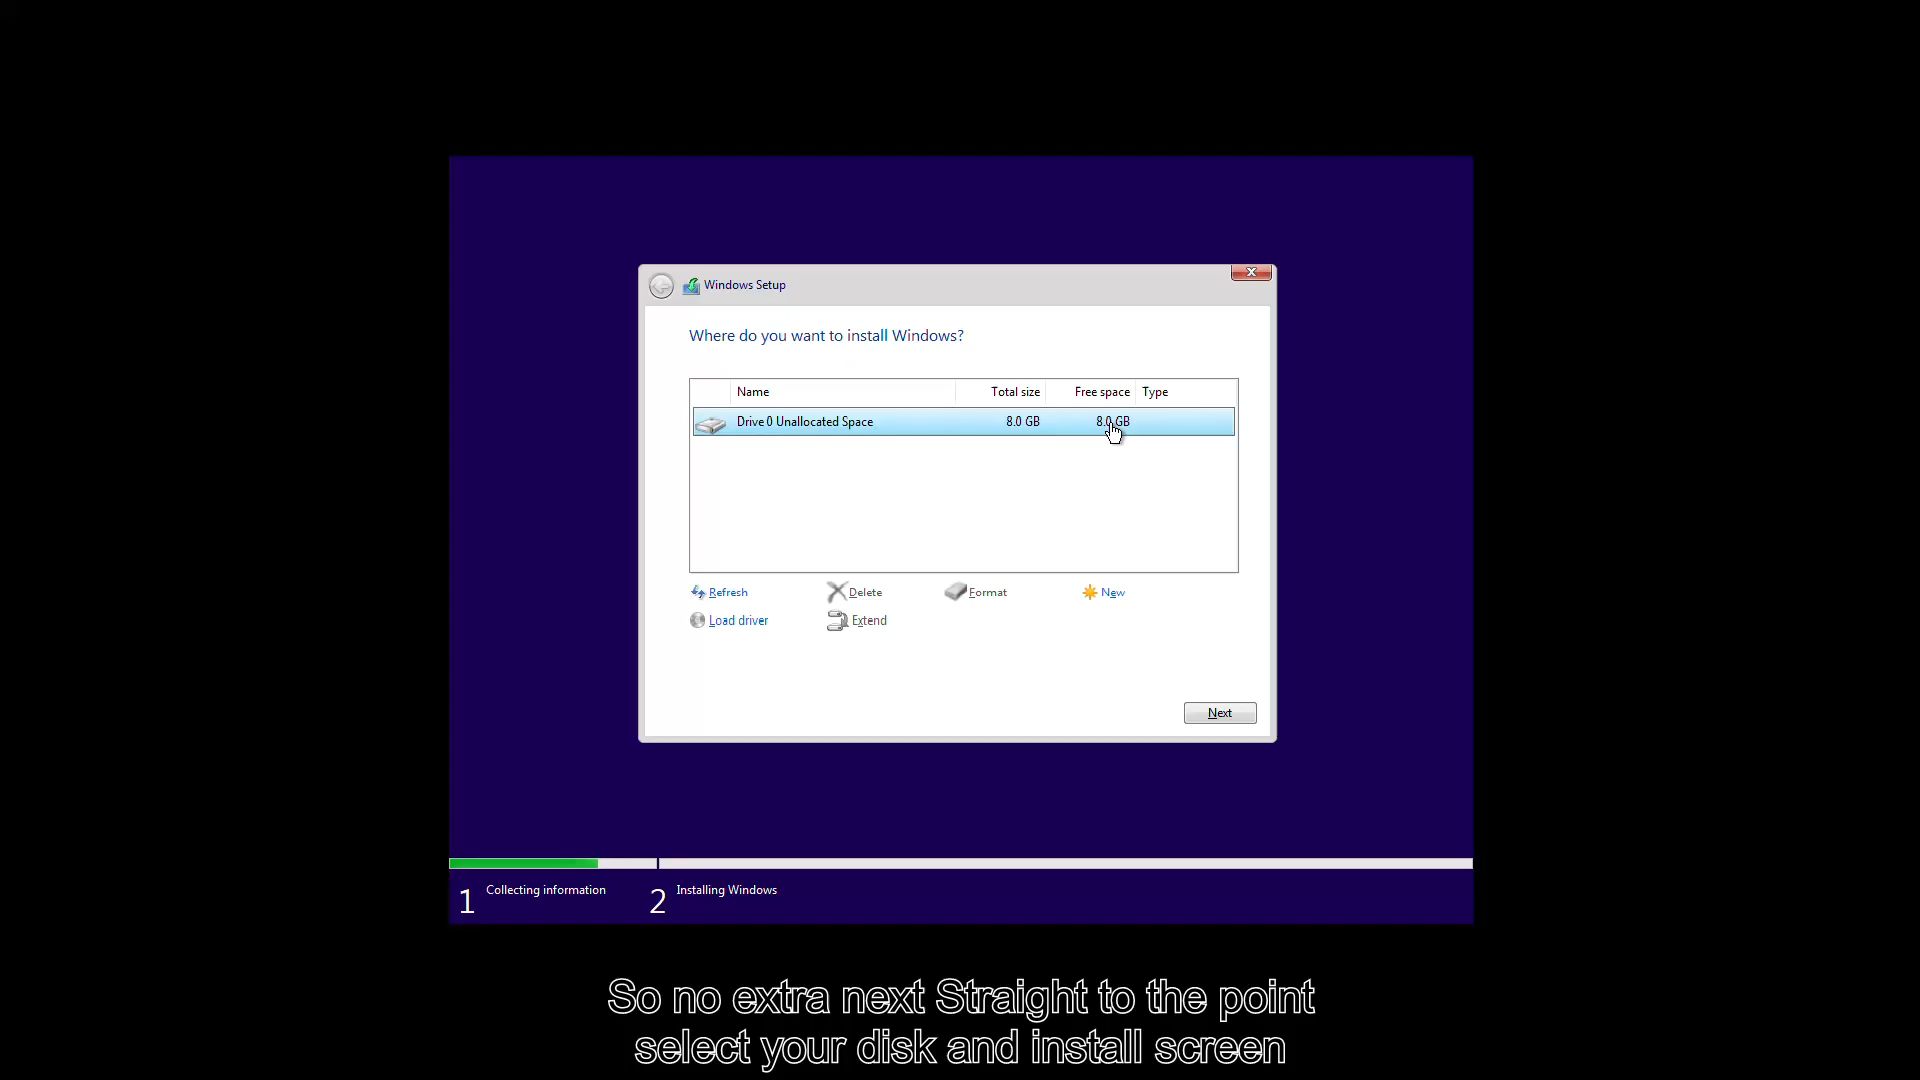 Windows Setup
Where do you want to install Windows?
Name Total size Free space Type
Drive 0 Unallocated Space 8.0 GB 8.0 GB
Refresh Delete Format New
Load driver Extend
Next
1 Collecting information 2 Installing Windows
So no extra next Straight to the point
select your disk and install screen